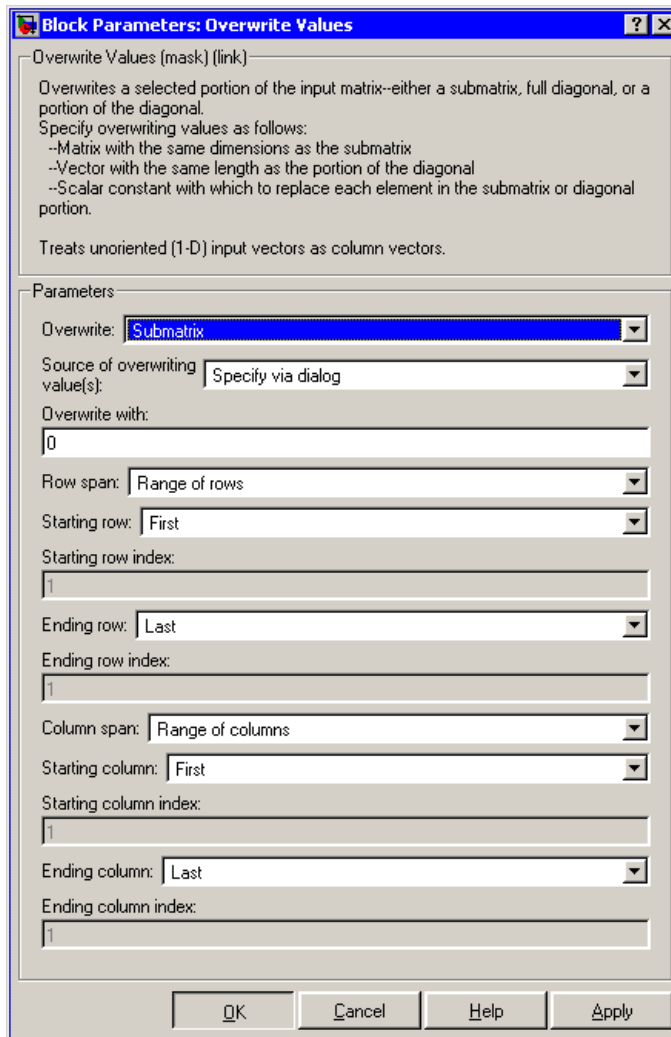 Block Parameters: Overwrite Values
Overwrite Values (mask) (link)
Overwrites a selected portion of the input matrix--either a submatrix, full diagonal, or a
portion of the diagonal.
Specify overwriting values as follows:
--Matrix with the same dimensions as the submatrix
--Vector with the same length as the portion of the diagonal
--Scalar constant with which to replace each element in the submatrix or diagonal
portion.
Treats unoriented (1-D) input vectors as column vectors.
Parameters
Overwrite: Submatrix
Source of overwriting
value(s): Specify via dialog
Overwrite with:
0
Row span: Range of rows
Starting row: First
Starting row index:
1
Ending row: Last
Ending row index:
1
Column span: Range of columns
Starting column: First
Starting column index:
1
Ending column: Last
Ending column index:
1
OK Cancel Help Apply